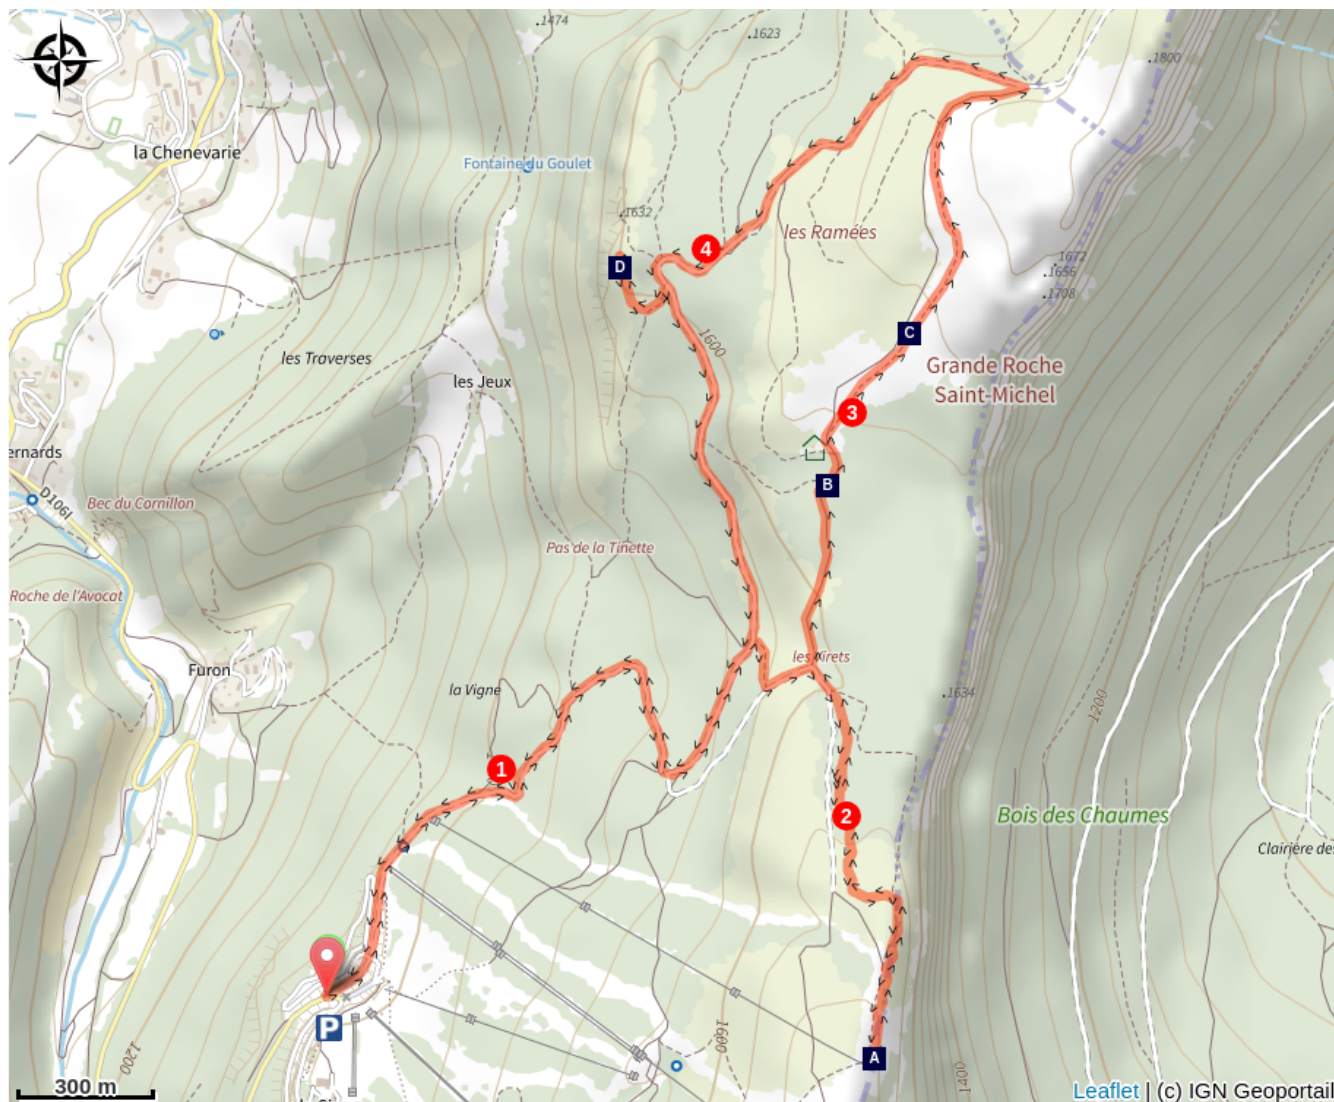 .1474
.1623
.1800
la Chenevarie
Fontaine du Goulet
.1632
les Ramées
4
D
1672
.1656
.1708
C
1600
les Traverses
Grande Roche
Saint-Michel
les Jeux
3
ernards
B
D106I
Bec du Cornillon
Pas de la Tinette
Roche de l'Avocat
Furon
les Virets
la Vigne
.1634
1200
1
2
Bois des Chaumes
Clairière des
P
1200
1600
A
1400
300 m
Leaflet | (c) IGN Geoportail